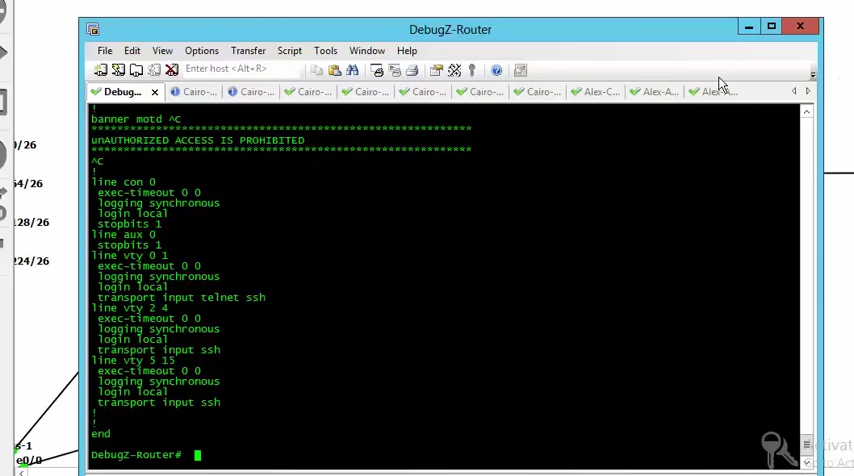 DebugZ-Router
File Edit View Options Transfer Script Tools Window Help
Enter host <Alt+R>
Debug... Cairo-... Cairo-... Cairo-... Cairo-... Cairo-... Cairo-... Cairo-... Alex-C... Alex-A... Alex-A...
!
banner motd ^C
***********************************************************
unAUTHORIZED ACCESS IS PROHIBITED
***********************************************************
^C
!
line con 0
exec-timeout 0 0
logging synchronous
login local
stopbits 1
line aux 0
stopbits 1
line vty 0 1
exec-timeout 0 0
logging synchronous
login local
transport input telnet ssh
line vty 2 4
exec-timeout 0 0
logging synchronous
login local
transport input ssh
line vty 5 15
exec-timeout 0 0
logging synchronous
login local
transport input ssh
!
!
end
DebugZ-Router#
0/26
64/26
128/26
224/26
s-1
e0/0